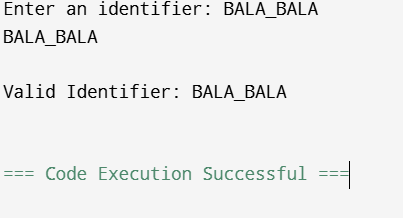 Enter an identifier: BALA_BALA
BALA_BALA
Valid Identifier: BALA_BALA
=== Code Execution Successful ===